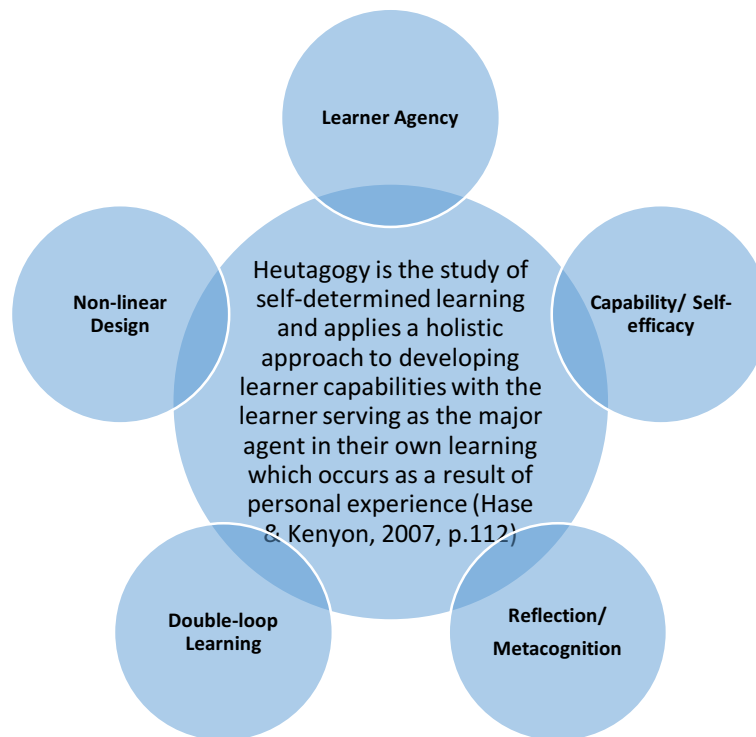 Learner Agency
Non-linear
Design
Capability/ Self-
efficacy
Heutagogy is the study of
self-determined learning
and applies a holistic
approach to developing
learner capabilities with the
learner serving as the major
agent in their own learning
which occurs as a result of
personal experience (Hase
& Kenyon, 2007, p.112)
Double-loop
Learning
Reflection/
Metacognition